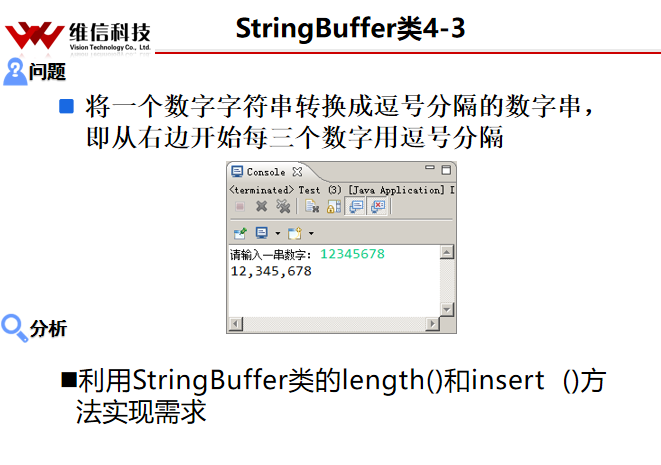 StringBuffer类4-3
维信科技
Vision Technology Co., Ltd.
问题
将一个数字字符串转换成逗号分隔的数字串，
即从右边开始每三个数字用逗号分隔
Console
<terminated> Test (3) [Java Application] I
请输入一串数字: 12345678
12,345,678
分析
利用StringBuffer类的length()和insert ()方
法实现需求